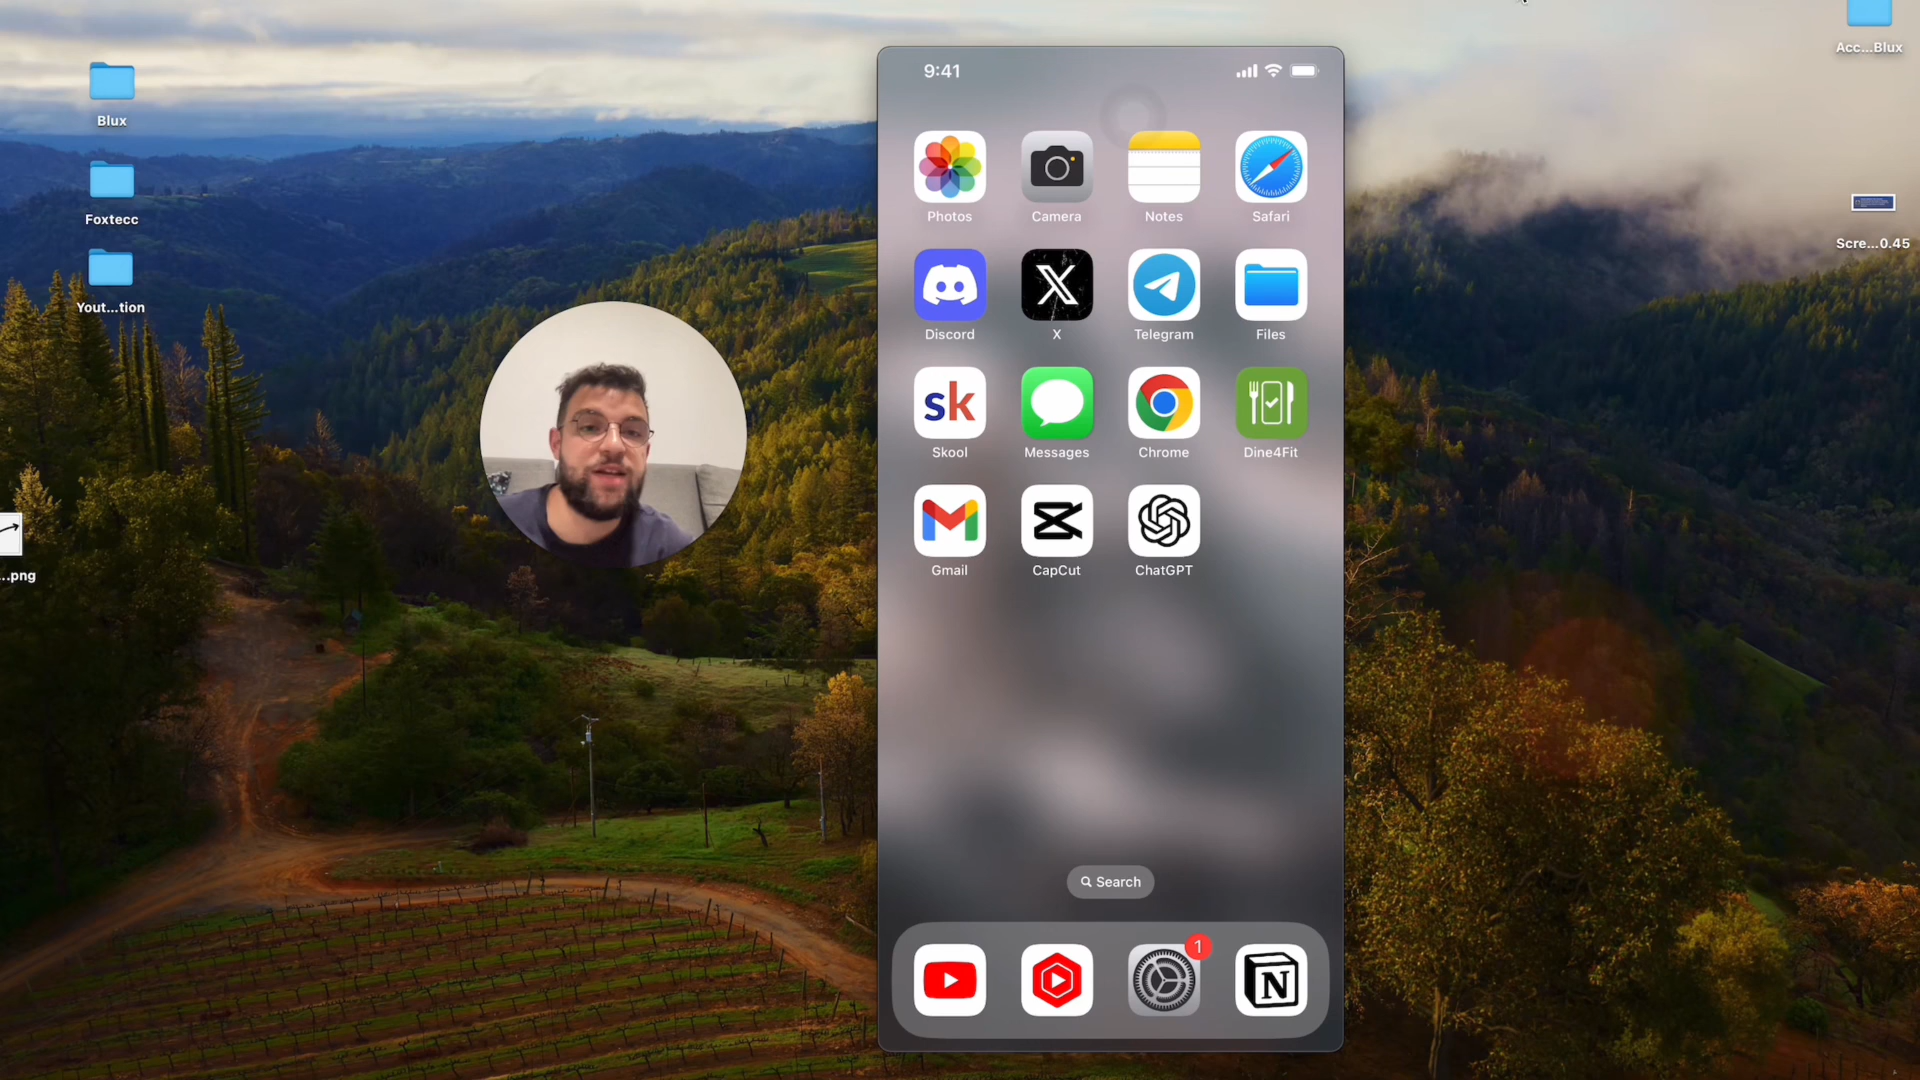 Blux
Foxtecc
Yout...tion
...png
9:41
Photos
Camera
Notes
Safari
Discord
X
Telegram
Files
sk
Skool
Messages
Chrome
Dine4Fit
Gmail
CapCut
ChatGPT
Search
1
N
Acc...Blux
Scre...0.45